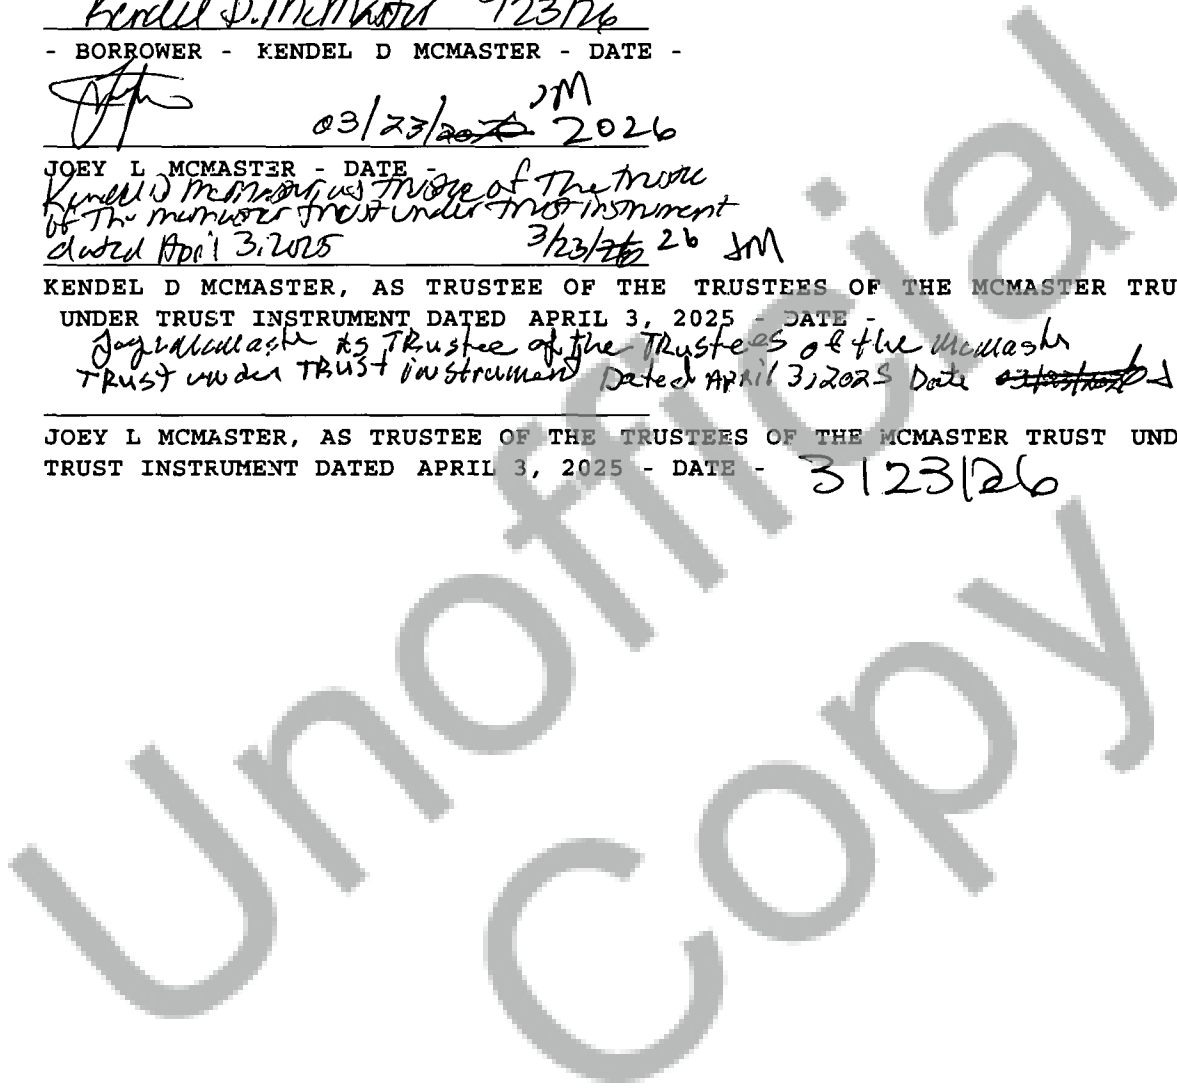 Kendel D. McMaster 3/23/26
- BORROWER - KENDEL D MCMASTER - DATE -
JM
03/23/ 2026
JOEY L MCMASTER - DATE -
Kendel D McMaster as Trustee of The Trustee
of The McMaster Trust under Trust instrument
dated April 3, 2025 3/23/ 26 JM
KENDEL D MCMASTER, AS TRUSTEE OF THE TRUSTEES OF THE MCMASTER TRU
UNDER TRUST INSTRUMENT DATED APRIL 3, 2025 - DATE -
Joey L McMaster As TRustee of the TRustees of the McMaster
TRUST under TRUST instrument Dated April 3, 2025 Date
JOEY L MCMASTER, AS TRUSTEE OF THE TRUSTEES OF THE MCMASTER TRUST UND
TRUST INSTRUMENT DATED APRIL 3, 2025 - DATE - 3/23/26
Unofficial
Copy